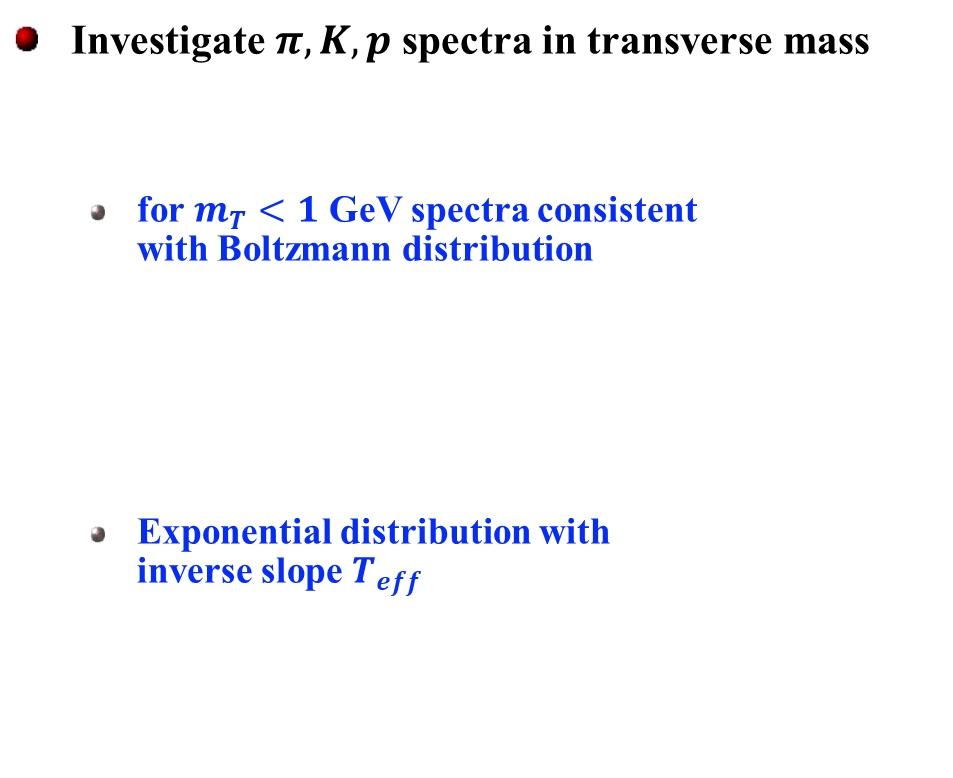 Investigate π, K, p spectra in transverse mass
for m_T < 1 GeV spectra consistent
with Boltzmann distribution
Exponential distribution with
inverse slope T_eff